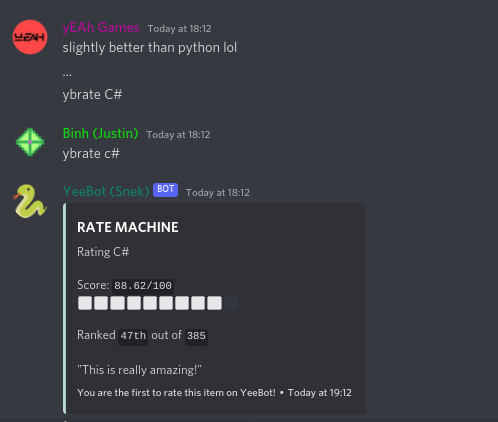 YEAH
yEAh Games Today at 18:12
slightly better than python lol
...
ybrate C#
Binh (Justin) Today at 18:12
ybrate c#
YeeBot (Snek) BOT Today at 18:12
RATE MACHINE
Rating C#
Score: 88.62/100
Ranked 47th out of 385
"This is really amazing!"
You are the first to rate this item on YeeBot! • Today at 19:12